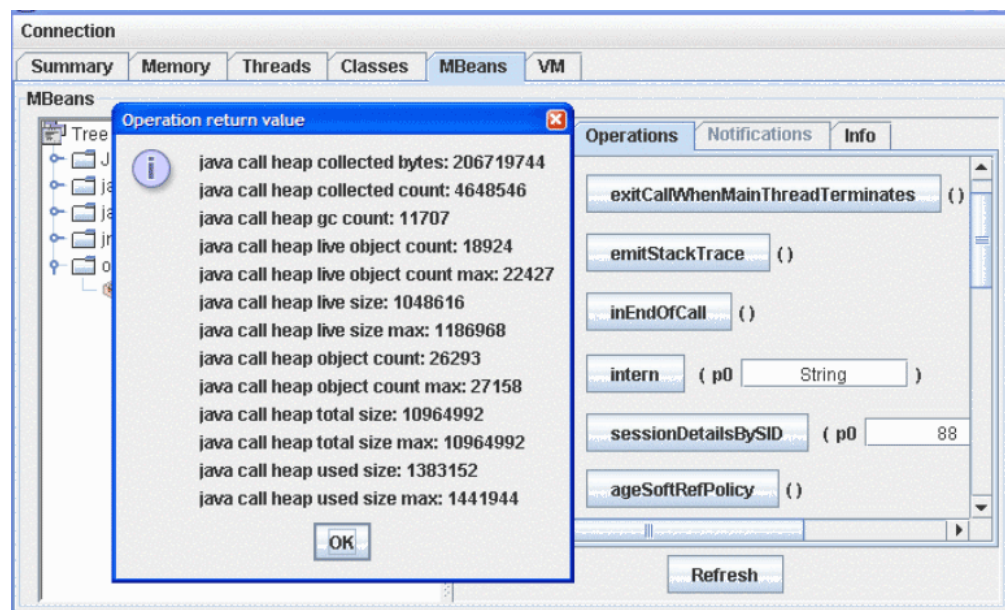 Connection
Summary Memory Threads Classes MBeans VM
MBeans
Tree
J
ja
ja
jr
o
Operation return value
java call heap collected bytes: 206719744
java call heap collected count: 4648546
java call heap gc count: 11707
java call heap live object count: 18924
java call heap live object count max: 22427
java call heap live size: 1048616
java call heap live size max: 1186968
java call heap object count: 26293
java call heap object count max: 27158
java call heap total size: 10964992
java call heap total size max: 10964992
java call heap used size: 1383152
java call heap used size max: 1441944
OK
Operations Notifications Info
exitCallWhenMainThreadTerminates ()
emitStackTrace ()
inEndOfCall ()
intern ( p0 String )
sessionDetailsBySID ( p0 88
ageSoftRefPolicy ()
Refresh